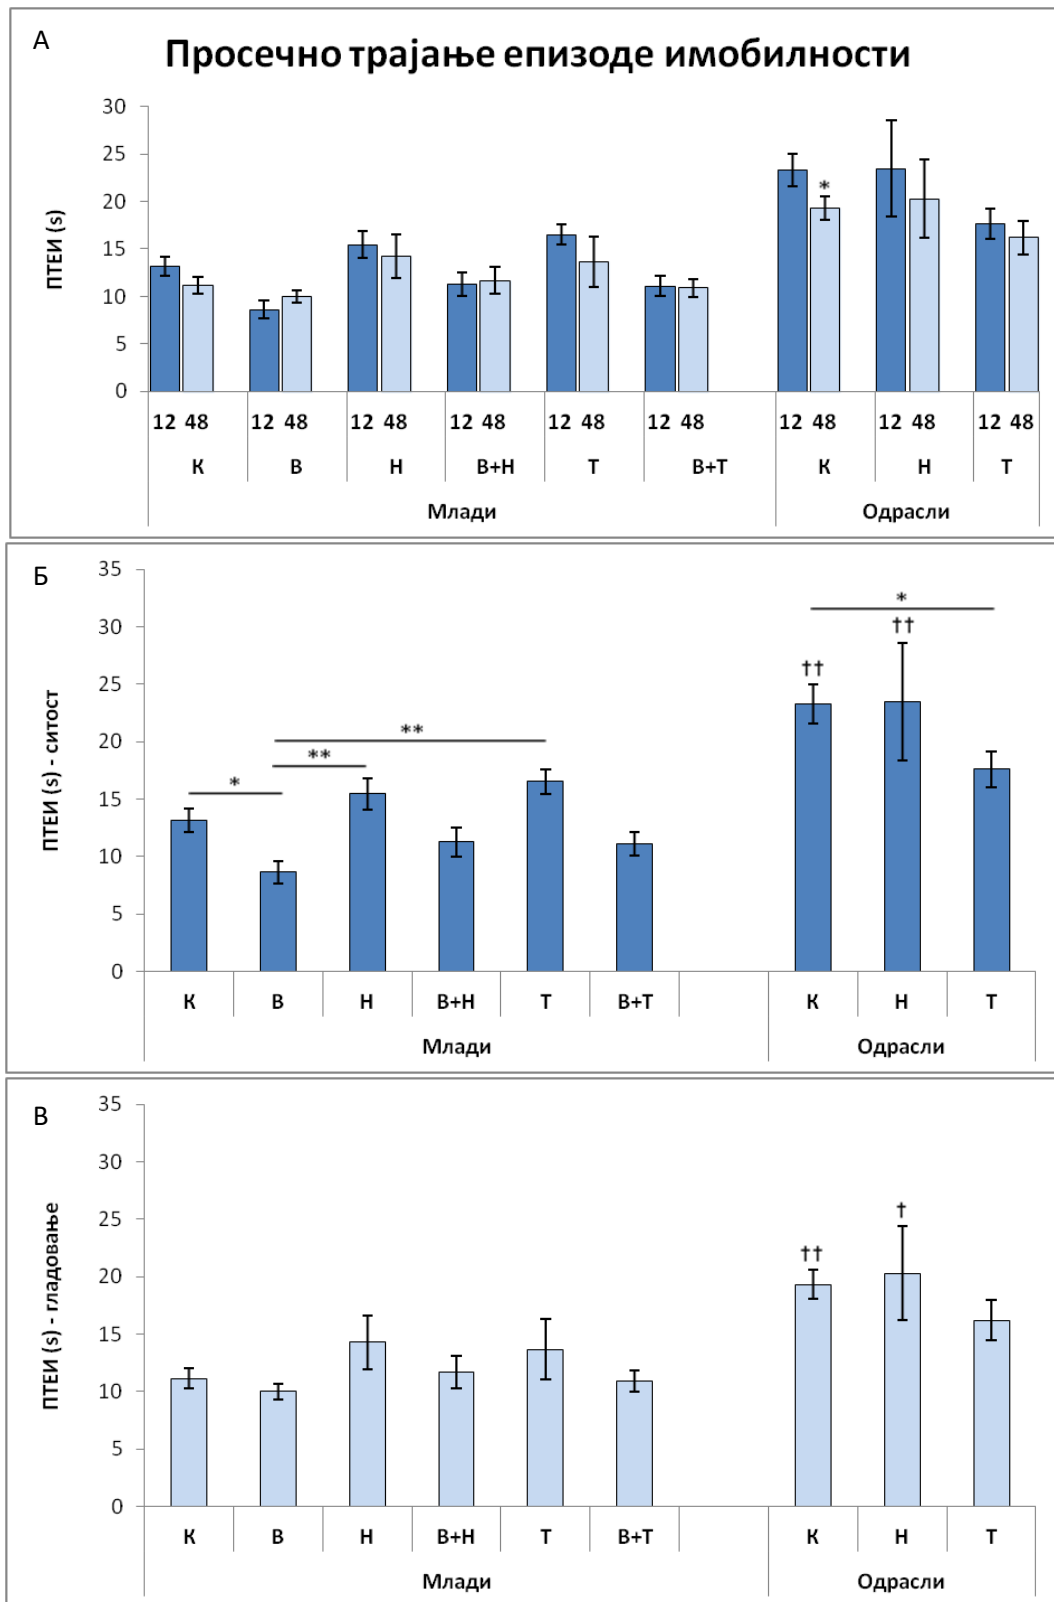 А
Просечно трајање епизоде имобилности
ПТЕИ (s)
30
25
20
15
10
5
0
*
12 48 12 48 12 48 12 48 12 48 12 48 12 48 12 48 12 48
К В Н В+Н Т В+Т К Н Т
Млади Одрасли
Б
ПТЕИ (s) - ситост
35
30
25
20
15
10
5
0
* ** ** †† †† *
К В Н В+Н Т В+Т К Н Т
Млади Одрасли
В
ПТЕИ (s) - гладовање
35
30
25
20
15
10
5
0
†† †
К В Н В+Н Т В+Т К Н Т
Млади Одрасли